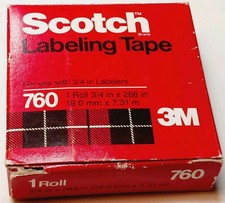 Scotch™
BRAND
Labeling Tape
For use with 3/4 in Labelers
760
1 Roll 3/4 in x 288 in
19.0 mm x 7.31 m
3M
1 Roll
760